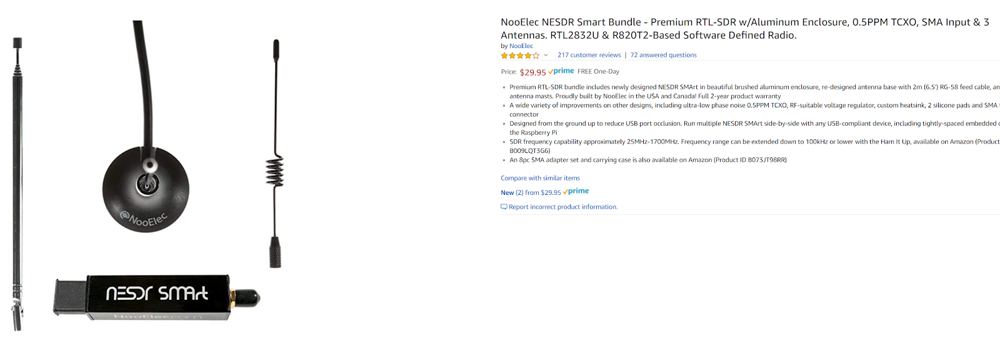 NooElec
nesdr smart
NooElec.com
NooElec NESDR Smart Bundle - Premium RTL-SDR w/Aluminum Enclosure, 0.5PPM TCXO, SMA Input & 3
Antennas. RTL2832U & R820T2-Based Software Defined Radio.
by NooElec
217 customer reviews | 72 answered questions
Price: $29.95 prime FREE One-Day
• Premium RTL-SDR bundle includes newly designed NESDR SMArt in beautiful brushed aluminum enclosure, re-designed antenna base with 2m (6.5') RG-58 feed cable, an
antenna masts. Proudly built by NooElec in the USA and Canada! Full 2-year product warranty
• A wide variety of improvements on other designs, including ultra-low phase noise 0.5PPM TCXO, RF-suitable voltage regulator, custom heatsink, 2 silicone pads and SMA
connector
• Designed from the ground up to reduce USB port occlusion. Run multiple NESDR SMArt side-by-side with any USB-compliant device, including tightly-spaced embedded
the Raspberry Pi
• SDR frequency capability approximately 25MHz-1700MHz. Frequency range can be extended down to 100kHz or lower with the Ham It Up, available on Amazon (Product
B009LQT3G6)
• An 8pc SMA adapter set and carrying case is also available on Amazon (Product ID B073JT98RR)
Compare with similar items
New (2) from $29.95 prime
Report incorrect product information.